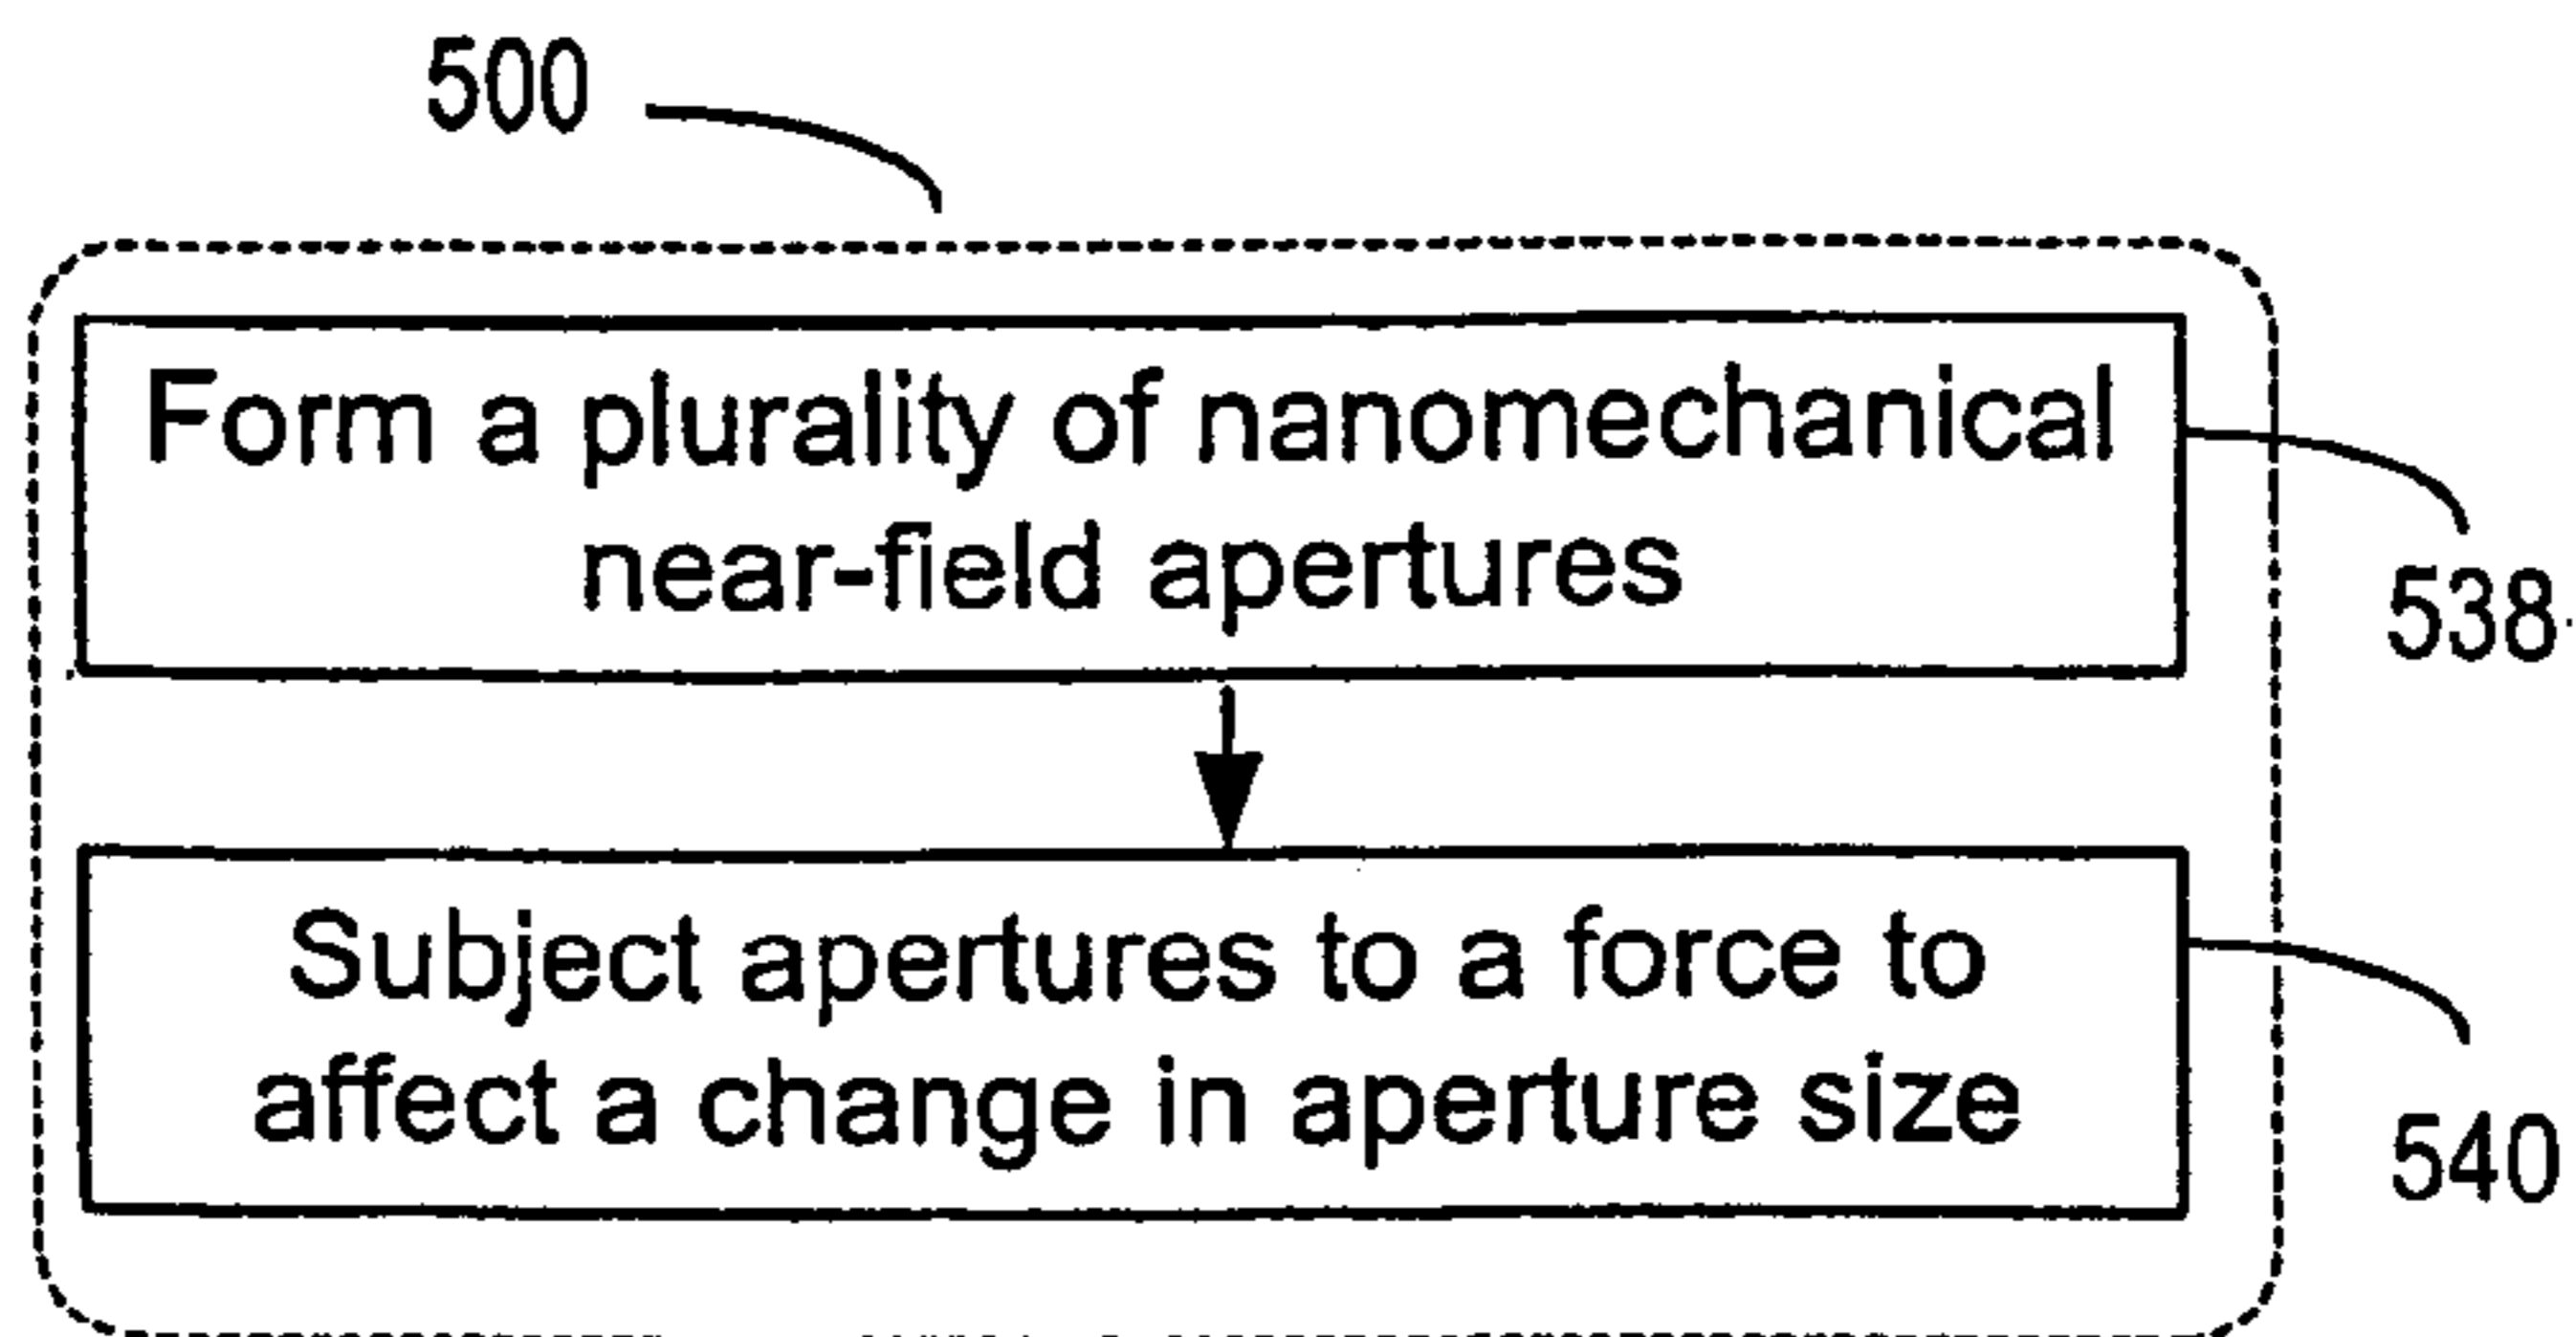 500
Form a plurality of nanomechanical
near-field apertures
538
Subject apertures to a force to
affect a change in aperture size
540